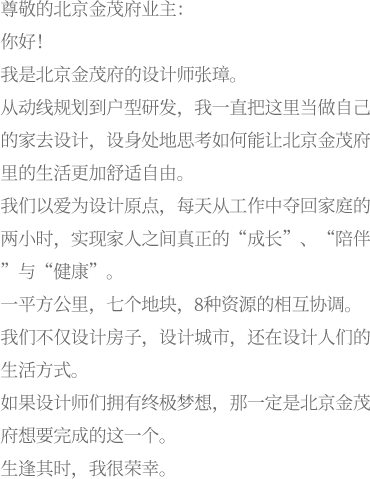 尊敬的北京金茂府业主：
你好！
我是北京金茂府的设计师张璋。
从动线规划到户型研发，我一直把这里当做自己
的家去设计，设身处地思考如何能让北京金茂府
里的生活更加舒适自由。
我们以爱为设计原点，每天从工作中夺回家庭的
两小时，实现家人之间真正的“成长”、“陪伴
”与“健康”。
一平方公里，七个地块，8种资源的相互协调。
我们不仅设计房子，设计城市，还在设计人们的
生活方式。
如果设计师们拥有终极梦想，那一定是北京金茂
府想要完成的这一个。
生逢其时，我很荣幸。